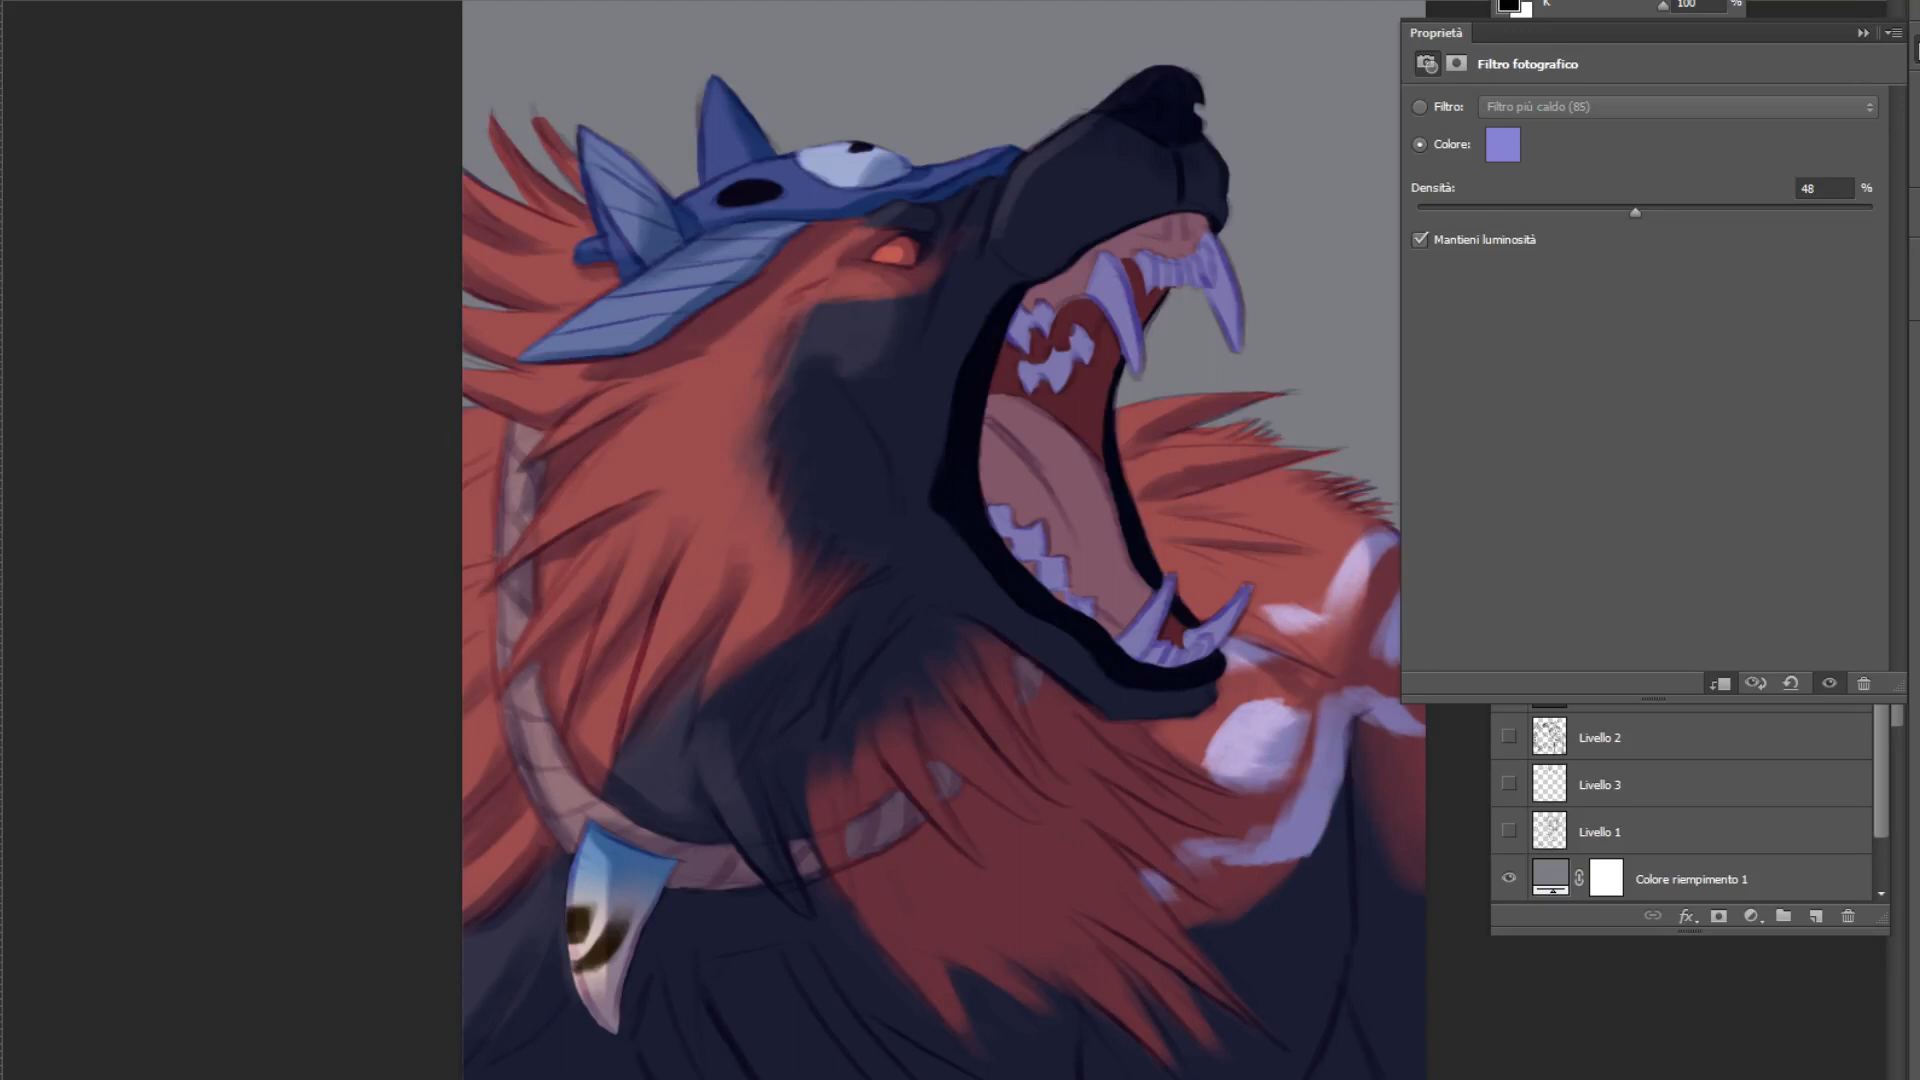 K 100 %
Proprietà
Filtro fotografico
Filtro: Filtro più caldo (85)
Colore:
Densità: 48 %
Mantieni luminosità
Livello 2
Livello 3
Livello 1
Colore riempimento 1
fx